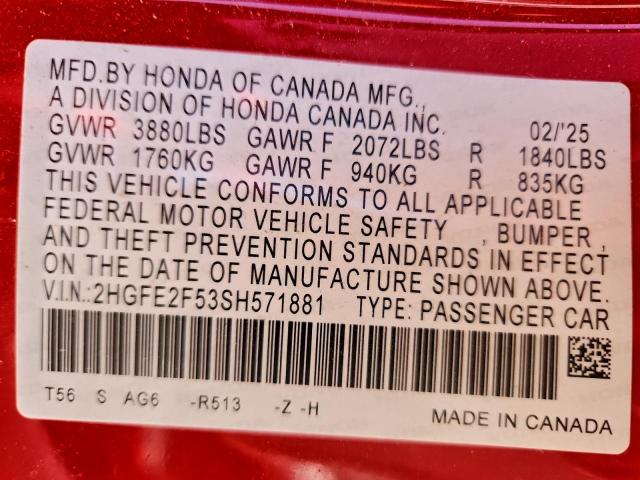 MFD.BY HONDA OF CANADA MFG.,
A DIVISION OF HONDA CANADA INC. 02/'25
GVWR 3880LBS GAWR F 2072LBS R 1840LBS
GVWR 1760KG GAWR F 940KG R 835KG
THIS VEHICLE CONFORMS TO ALL APPLICABLE
FEDERAL MOTOR VEHICLE SAFETY , BUMPER ,
AND THEFT PREVENTION STANDARDS IN EFFECT
ON THE DATE OF MANUFACTURE SHOWN ABOVE.
V.I.N.:2HGFE2F53SH571881 TYPE: PASSENGER CAR
T56 S AG6 -R513 -Z -H
MADE IN CANADA